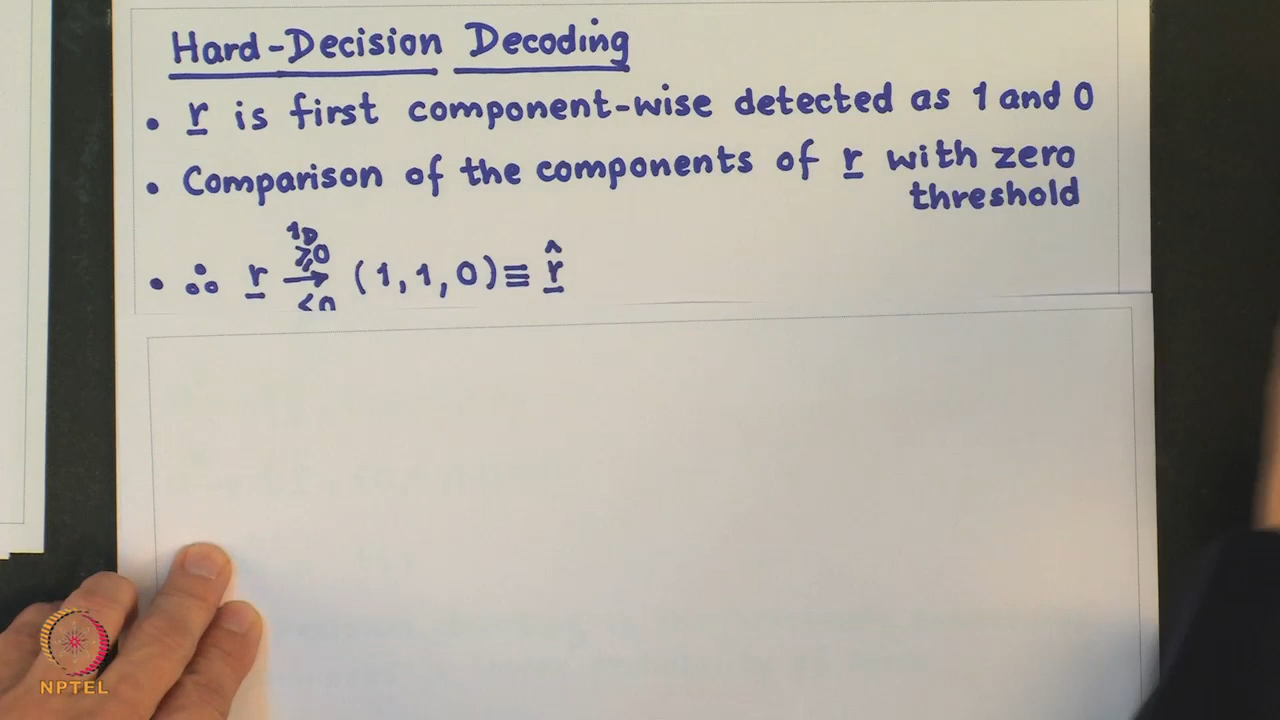 Hard-Decision Decoding
• r is first component-wise detected as 1 and 0
• Comparison of the components of r with zero
threshold
• ∴ r → (1, 1, 0) ≡ r̂
≥0
NPTEL